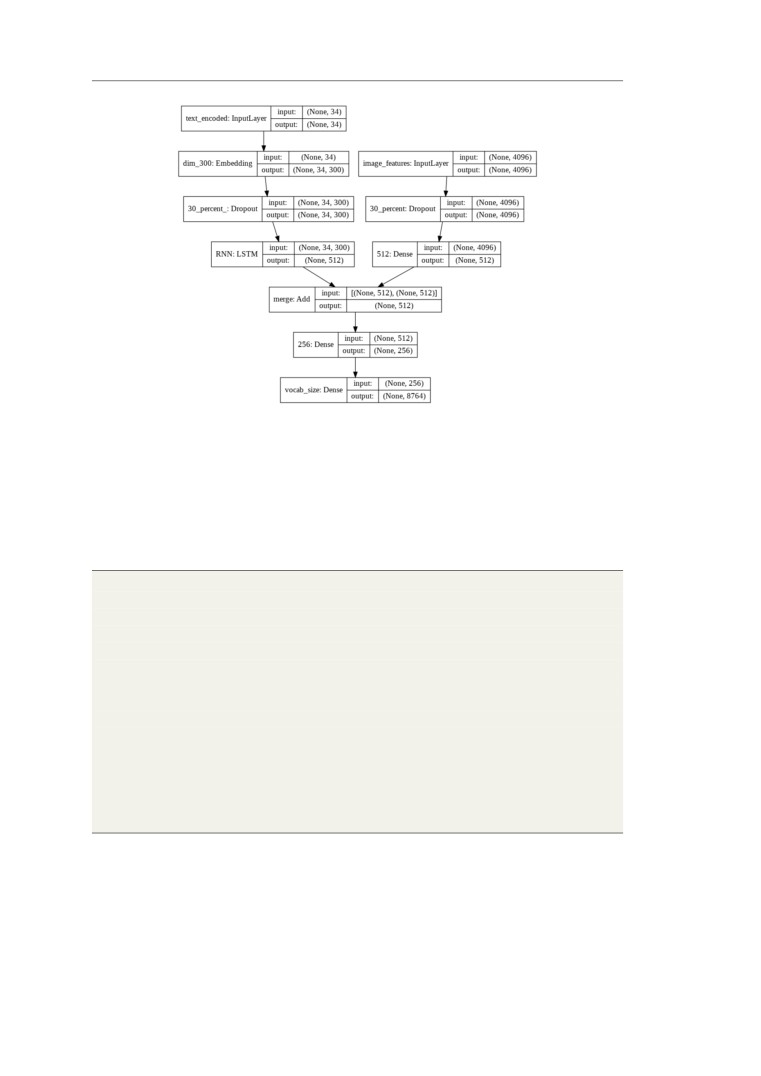 text_encoded: InputLayer input: (None, 34)
output: (None, 34)
dim_300: Embedding input: (None, 34)
output: (None, 34, 300)
image_features: InputLayer input: (None, 4096)
output: (None, 4096)
30_percent_: Dropout input: (None, 34, 300)
output: (None, 34, 300)
30_percent: Dropout input: (None, 4096)
output: (None, 4096)
RNN: LSTM input: (None, 34, 300)
output: (None, 512)
512: Dense input: (None, 4096)
output: (None, 512)
merge: Add input: [(None, 512), (None, 512)]
output: (None, 512)
256: Dense input: (None, 512)
output: (None, 256)
vocab_size: Dense input: (None, 256)
output: (None, 8764)